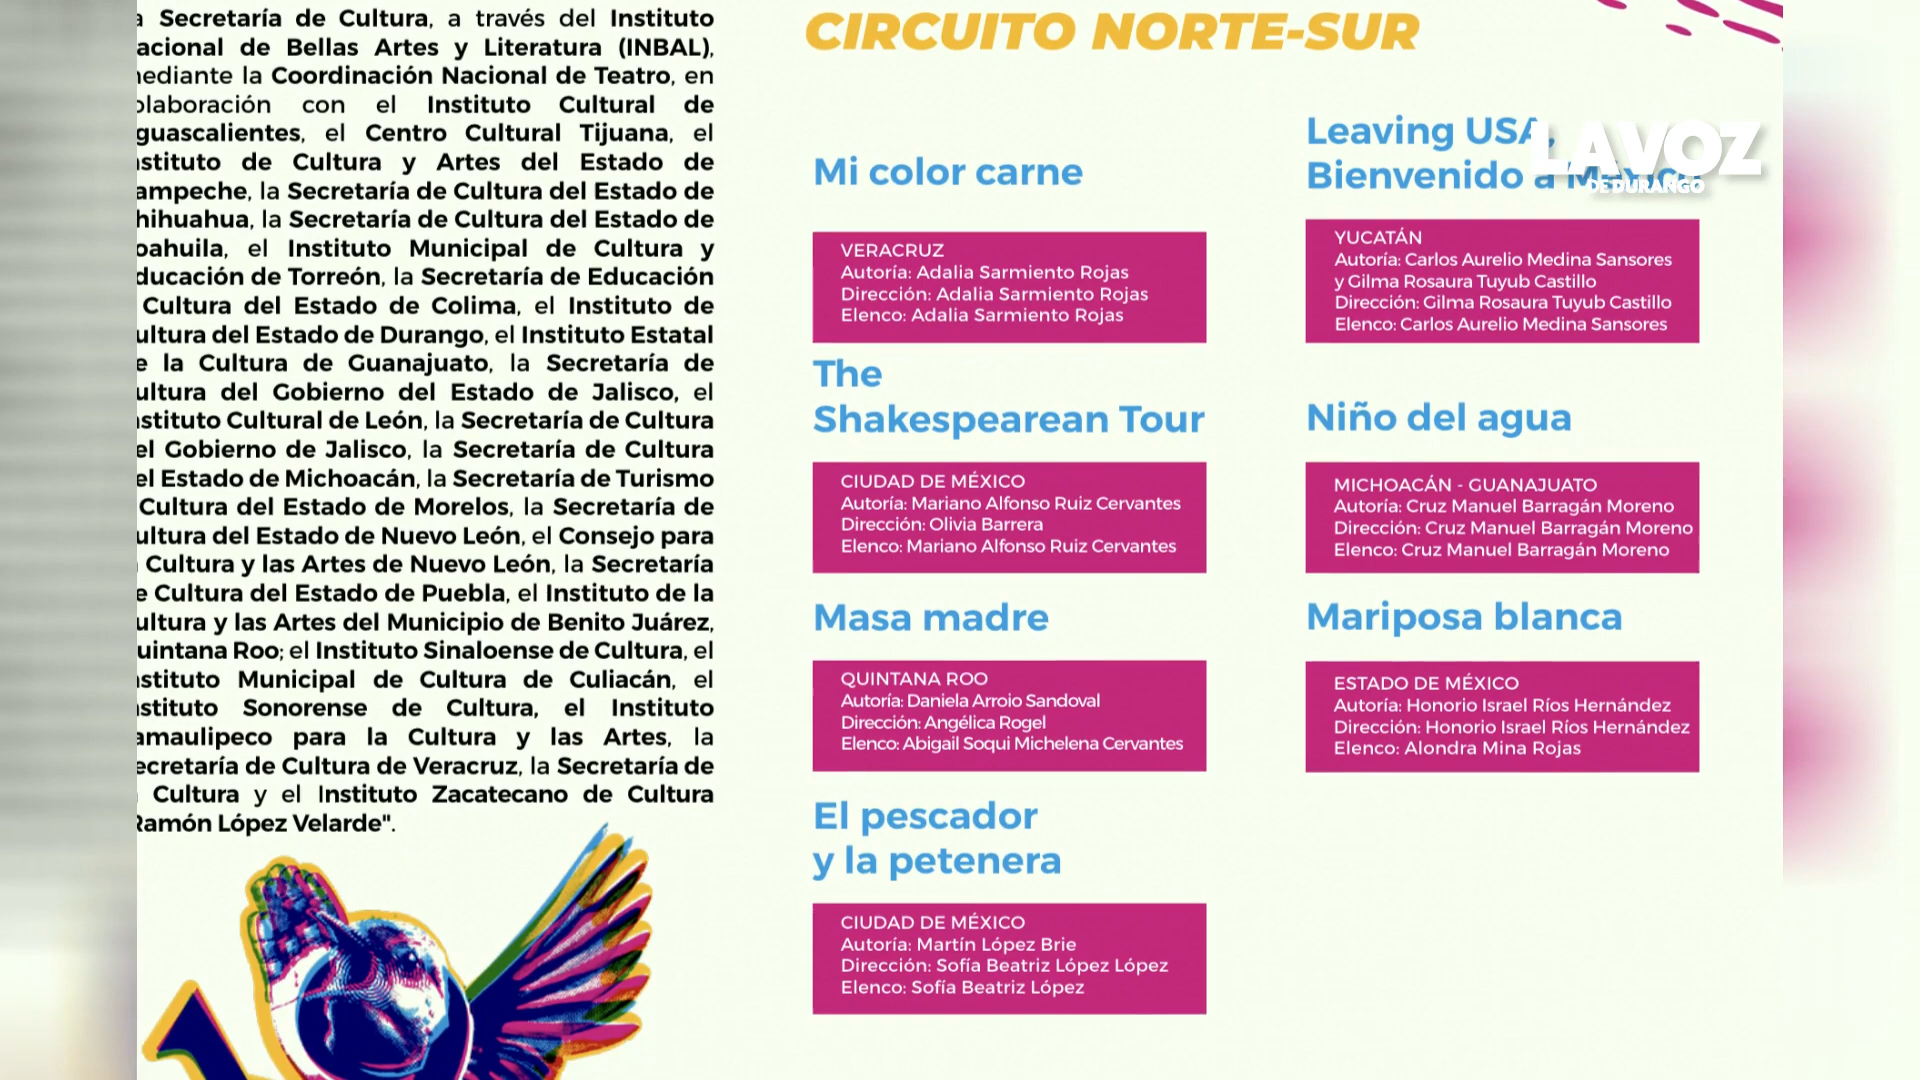 a Secretaría de Cultura, a través del Instituto
acional de Bellas Artes y Literatura (INBAL),
mediante la Coordinación Nacional de Teatro, en
olaboración con el Instituto Cultural de
guascalientes, el Centro Cultural Tijuana, el
nstituto de Cultura y Artes del Estado de
ampeche, la Secretaría de Cultura del Estado de
hihuahua, la Secretaría de Cultura del Estado de
oahuila, el Instituto Municipal de Cultura y
ducación de Torreón, la Secretaría de Educación
Cultura del Estado de Colima, el Instituto de
ultura del Estado de Durango, el Instituto Estatal
e la Cultura de Guanajuato, la Secretaría de
ultura del Gobierno del Estado de Jalisco, el
nstituto Cultural de León, la Secretaría de Cultura
el Gobierno de Jalisco, la Secretaría de Cultura
el Estado de Michoacán, la Secretaría de Turismo
Cultura del Estado de Morelos, la Secretaría de
ultura del Estado de Nuevo León, el Consejo para
Cultura y las Artes de Nuevo León, la Secretaría
e Cultura del Estado de Puebla, el Instituto de la
ultura y las Artes del Municipio de Benito Juárez,
uintana Roo; el Instituto Sinaloense de Cultura, el
nstituto Municipal de Cultura de Culiacán, el
nstituto Sonorense de Cultura, el Instituto
amaulipeco para la Cultura y las Artes, la
ecretaría de Cultura de Veracruz, la Secretaría de
Cultura y el Instituto Zacatecano de Cultura
Ramón López Velarde".
CIRCUITO NORTE-SUR
Mi color carne
VERACRUZ
Autoría: Adalia Sarmiento Rojas
Dirección: Adalia Sarmiento Rojas
Elenco: Adalia Sarmiento Rojas
The
Shakespearean Tour
CIUDAD DE MÉXICO
Autoría: Mariano Alfonso Ruiz Cervantes
Dirección: Olivia Barrera
Elenco: Mariano Alfonso Ruiz Cervantes
Masa madre
QUINTANA ROO
Autoría: Daniela Arroio Sandoval
Dirección: Angélica Rogel
Elenco: Abigail Soqui Michelena Cervantes
El pescador
y la petenera
CIUDAD DE MÉXICO
Autoría: Martín López Brie
Dirección: Sofía Beatriz López López
Elenco: Sofía Beatriz López
Leaving USA,
Bienvenido a México
YUCATÁN
Autoría: Carlos Aurelio Medina Sansores
y Gilma Rosaura Tuyub Castillo
Dirección: Gilma Rosaura Tuyub Castillo
Elenco: Carlos Aurelio Medina Sansores
Niño del agua
MICHOACÁN - GUANAJUATO
Autoría: Cruz Manuel Barragán Moreno
Dirección: Cruz Manuel Barragán Moreno
Elenco: Cruz Manuel Barragán Moreno
Mariposa blanca
ESTADO DE MÉXICO
Autoría: Honorio Israel Ríos Hernández
Dirección: Honorio Israel Ríos Hernández
Elenco: Alondra Mina Rojas
LA VOZ
DE DURANGO